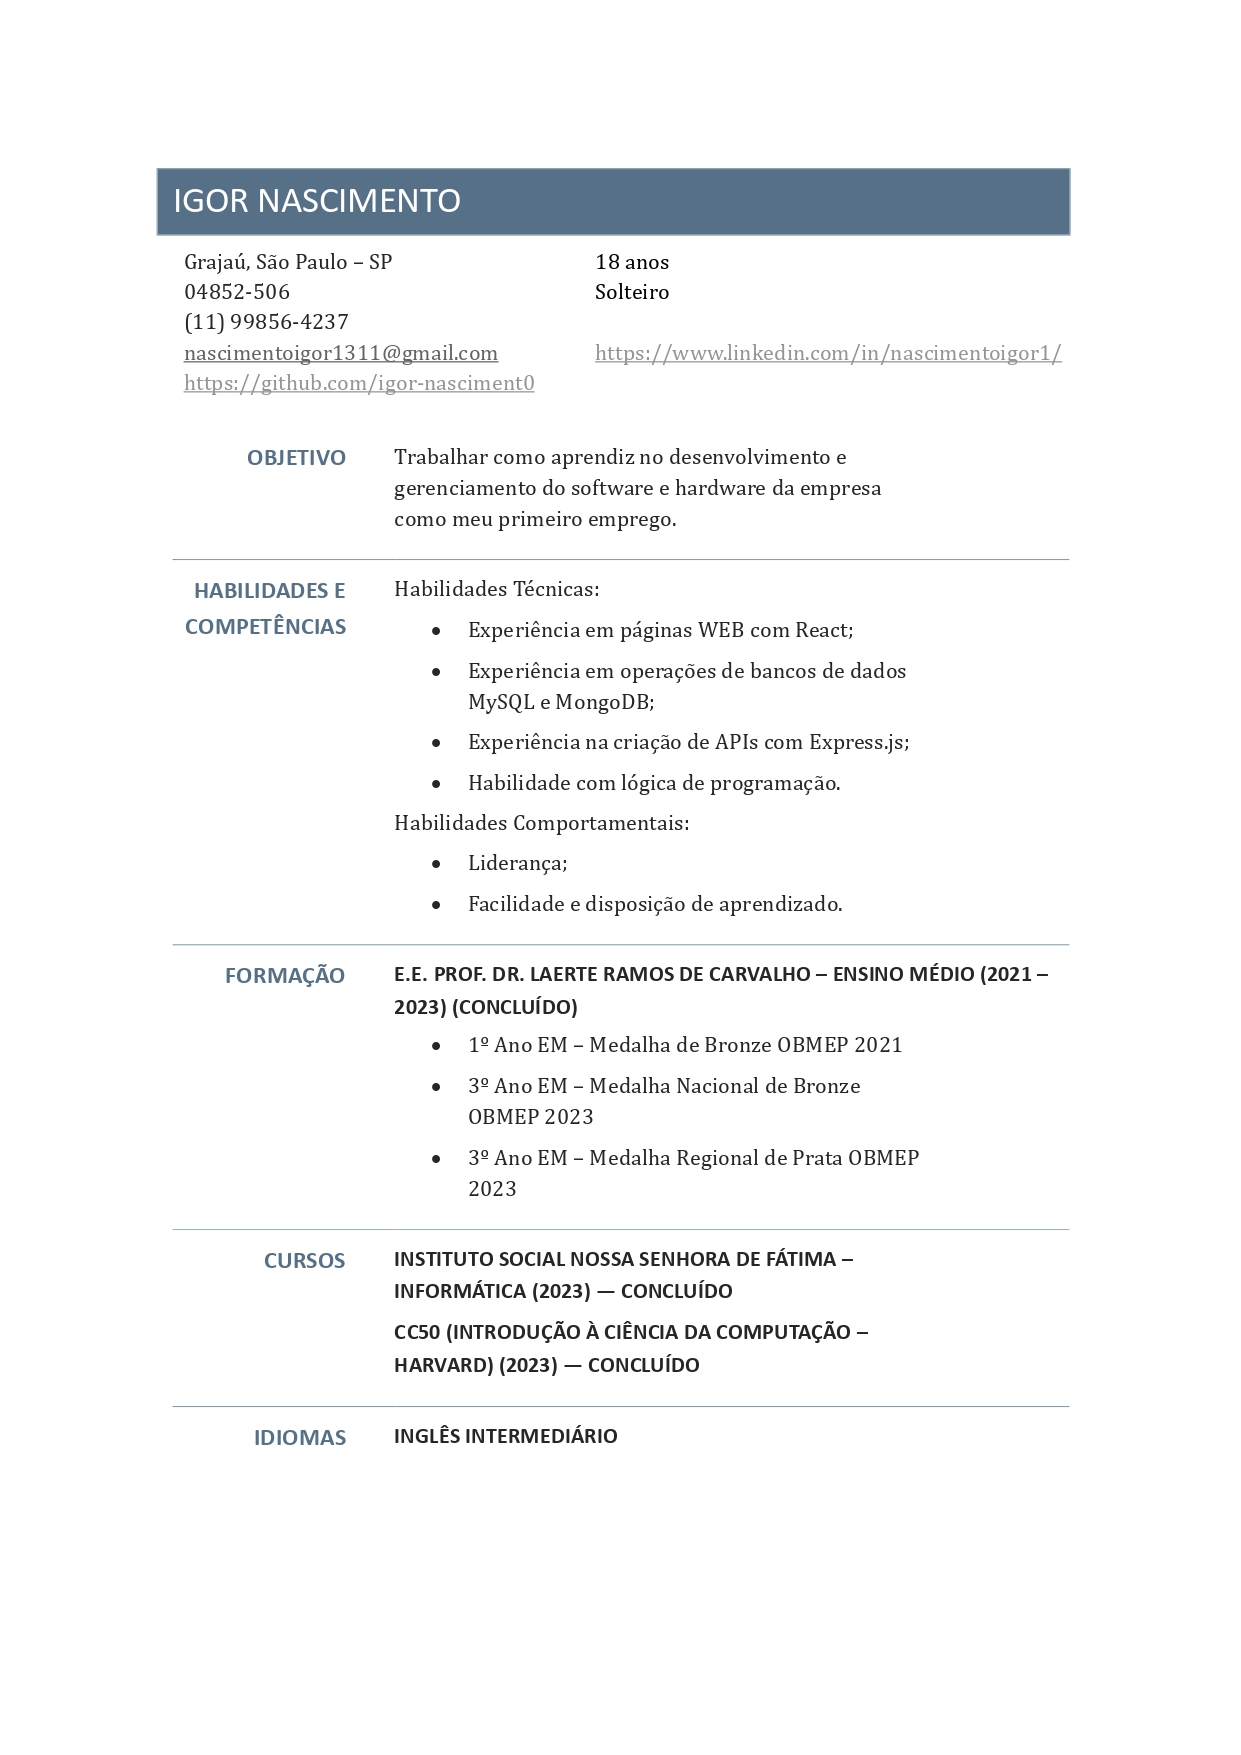 IGOR NASCIMENTO
Grajaú, São Paulo – SP
04852-506
(11) 99856-4237
nascimentoigor1311@gmail.com
https://github.com/igor-nasciment0
18 anos
Solteiro
https://www.linkedin.com/in/nascimentoigor1/
OBJETIVO
Trabalhar como aprendiz no desenvolvimento e
gerenciamento do software e hardware da empresa
como meu primeiro emprego.
HABILIDADES E
COMPETÊNCIAS
Habilidades Técnicas:
• Experiência em páginas WEB com React;
• Experiência em operações de bancos de dados
MySQL e MongoDB;
• Experiência na criação de APIs com Express.js;
• Habilidade com lógica de programação.
Habilidades Comportamentais:
• Liderança;
• Facilidade e disposição de aprendizado.
FORMAÇÃO
E.E. PROF. DR. LAERTE RAMOS DE CARVALHO – ENSINO MÉDIO (2021 –
2023) (CONCLUÍDO)
• 1º Ano EM – Medalha de Bronze OBMEP 2021
• 3º Ano EM – Medalha Nacional de Bronze
OBMEP 2023
• 3º Ano EM – Medalha Regional de Prata OBMEP
2023
CURSOS
INSTITUTO SOCIAL NOSSA SENHORA DE FÁTIMA –
INFORMÁTICA (2023) — CONCLUÍDO
CC50 (INTRODUÇÃO À CIÊNCIA DA COMPUTAÇÃO –
HARVARD) (2023) — CONCLUÍDO
IDIOMAS
INGLÊS INTERMEDIÁRIO